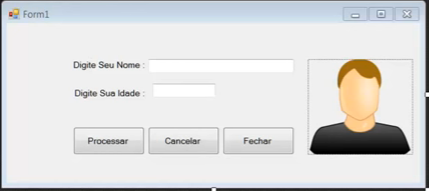 Form1
Digite Seu Nome :
Digite Sua Idade :
Processar Cancelar Fechar